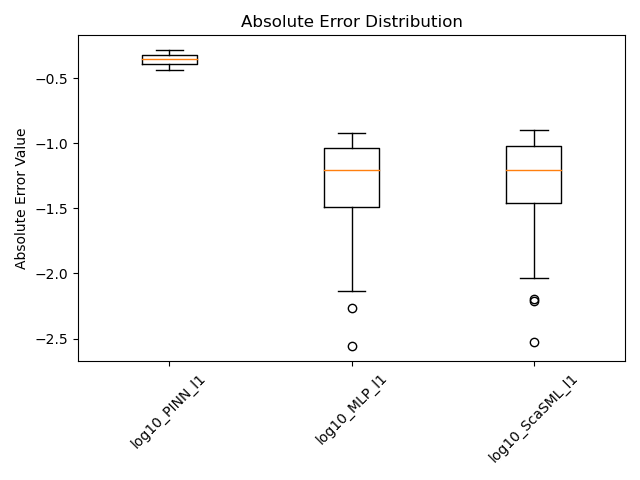 Absolute Error Distribution
Absolute Error Value
−0.5
−1.0
−1.5
−2.0
−2.5
log10_PINN_l1
log10_MLP_l1
log10_ScaSML_l1